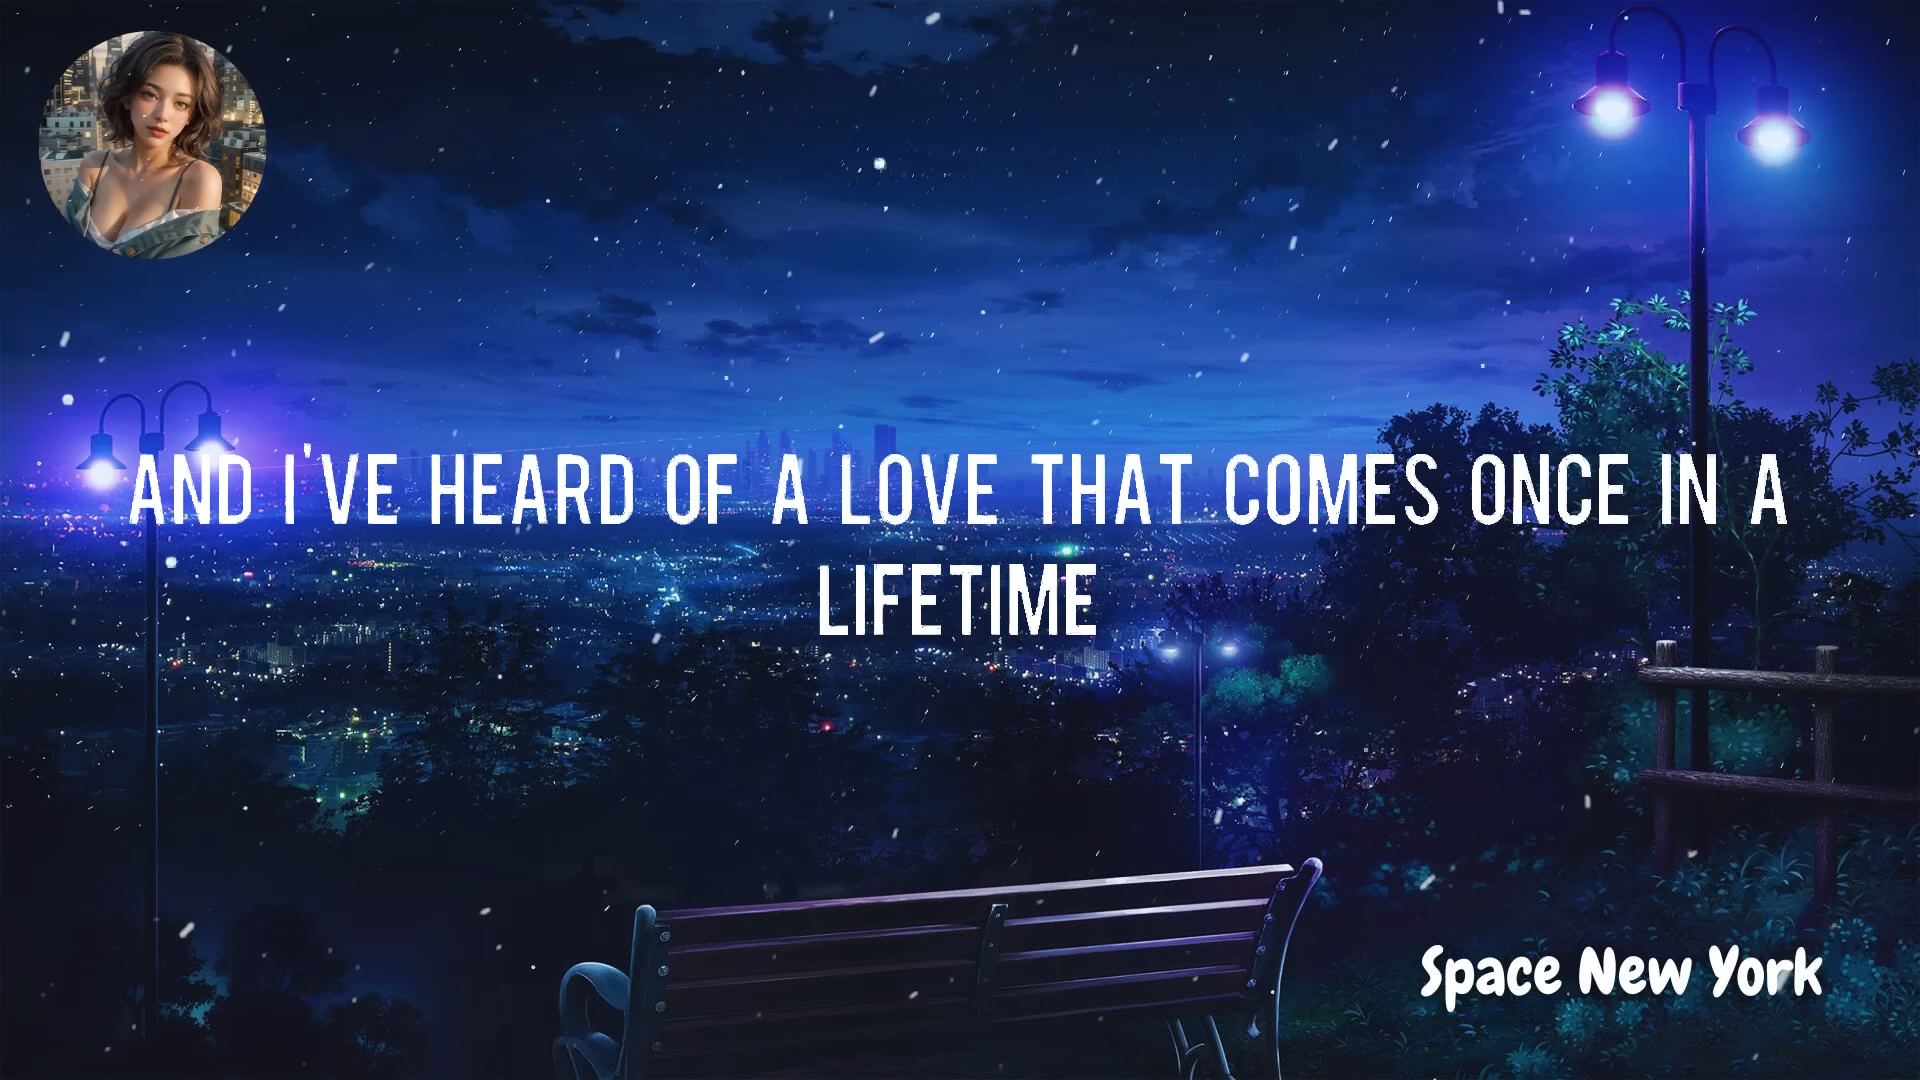 AND I'VE HEARD OF A LOVE THAT COMES ONCE IN A
LIFETIME
Space New York